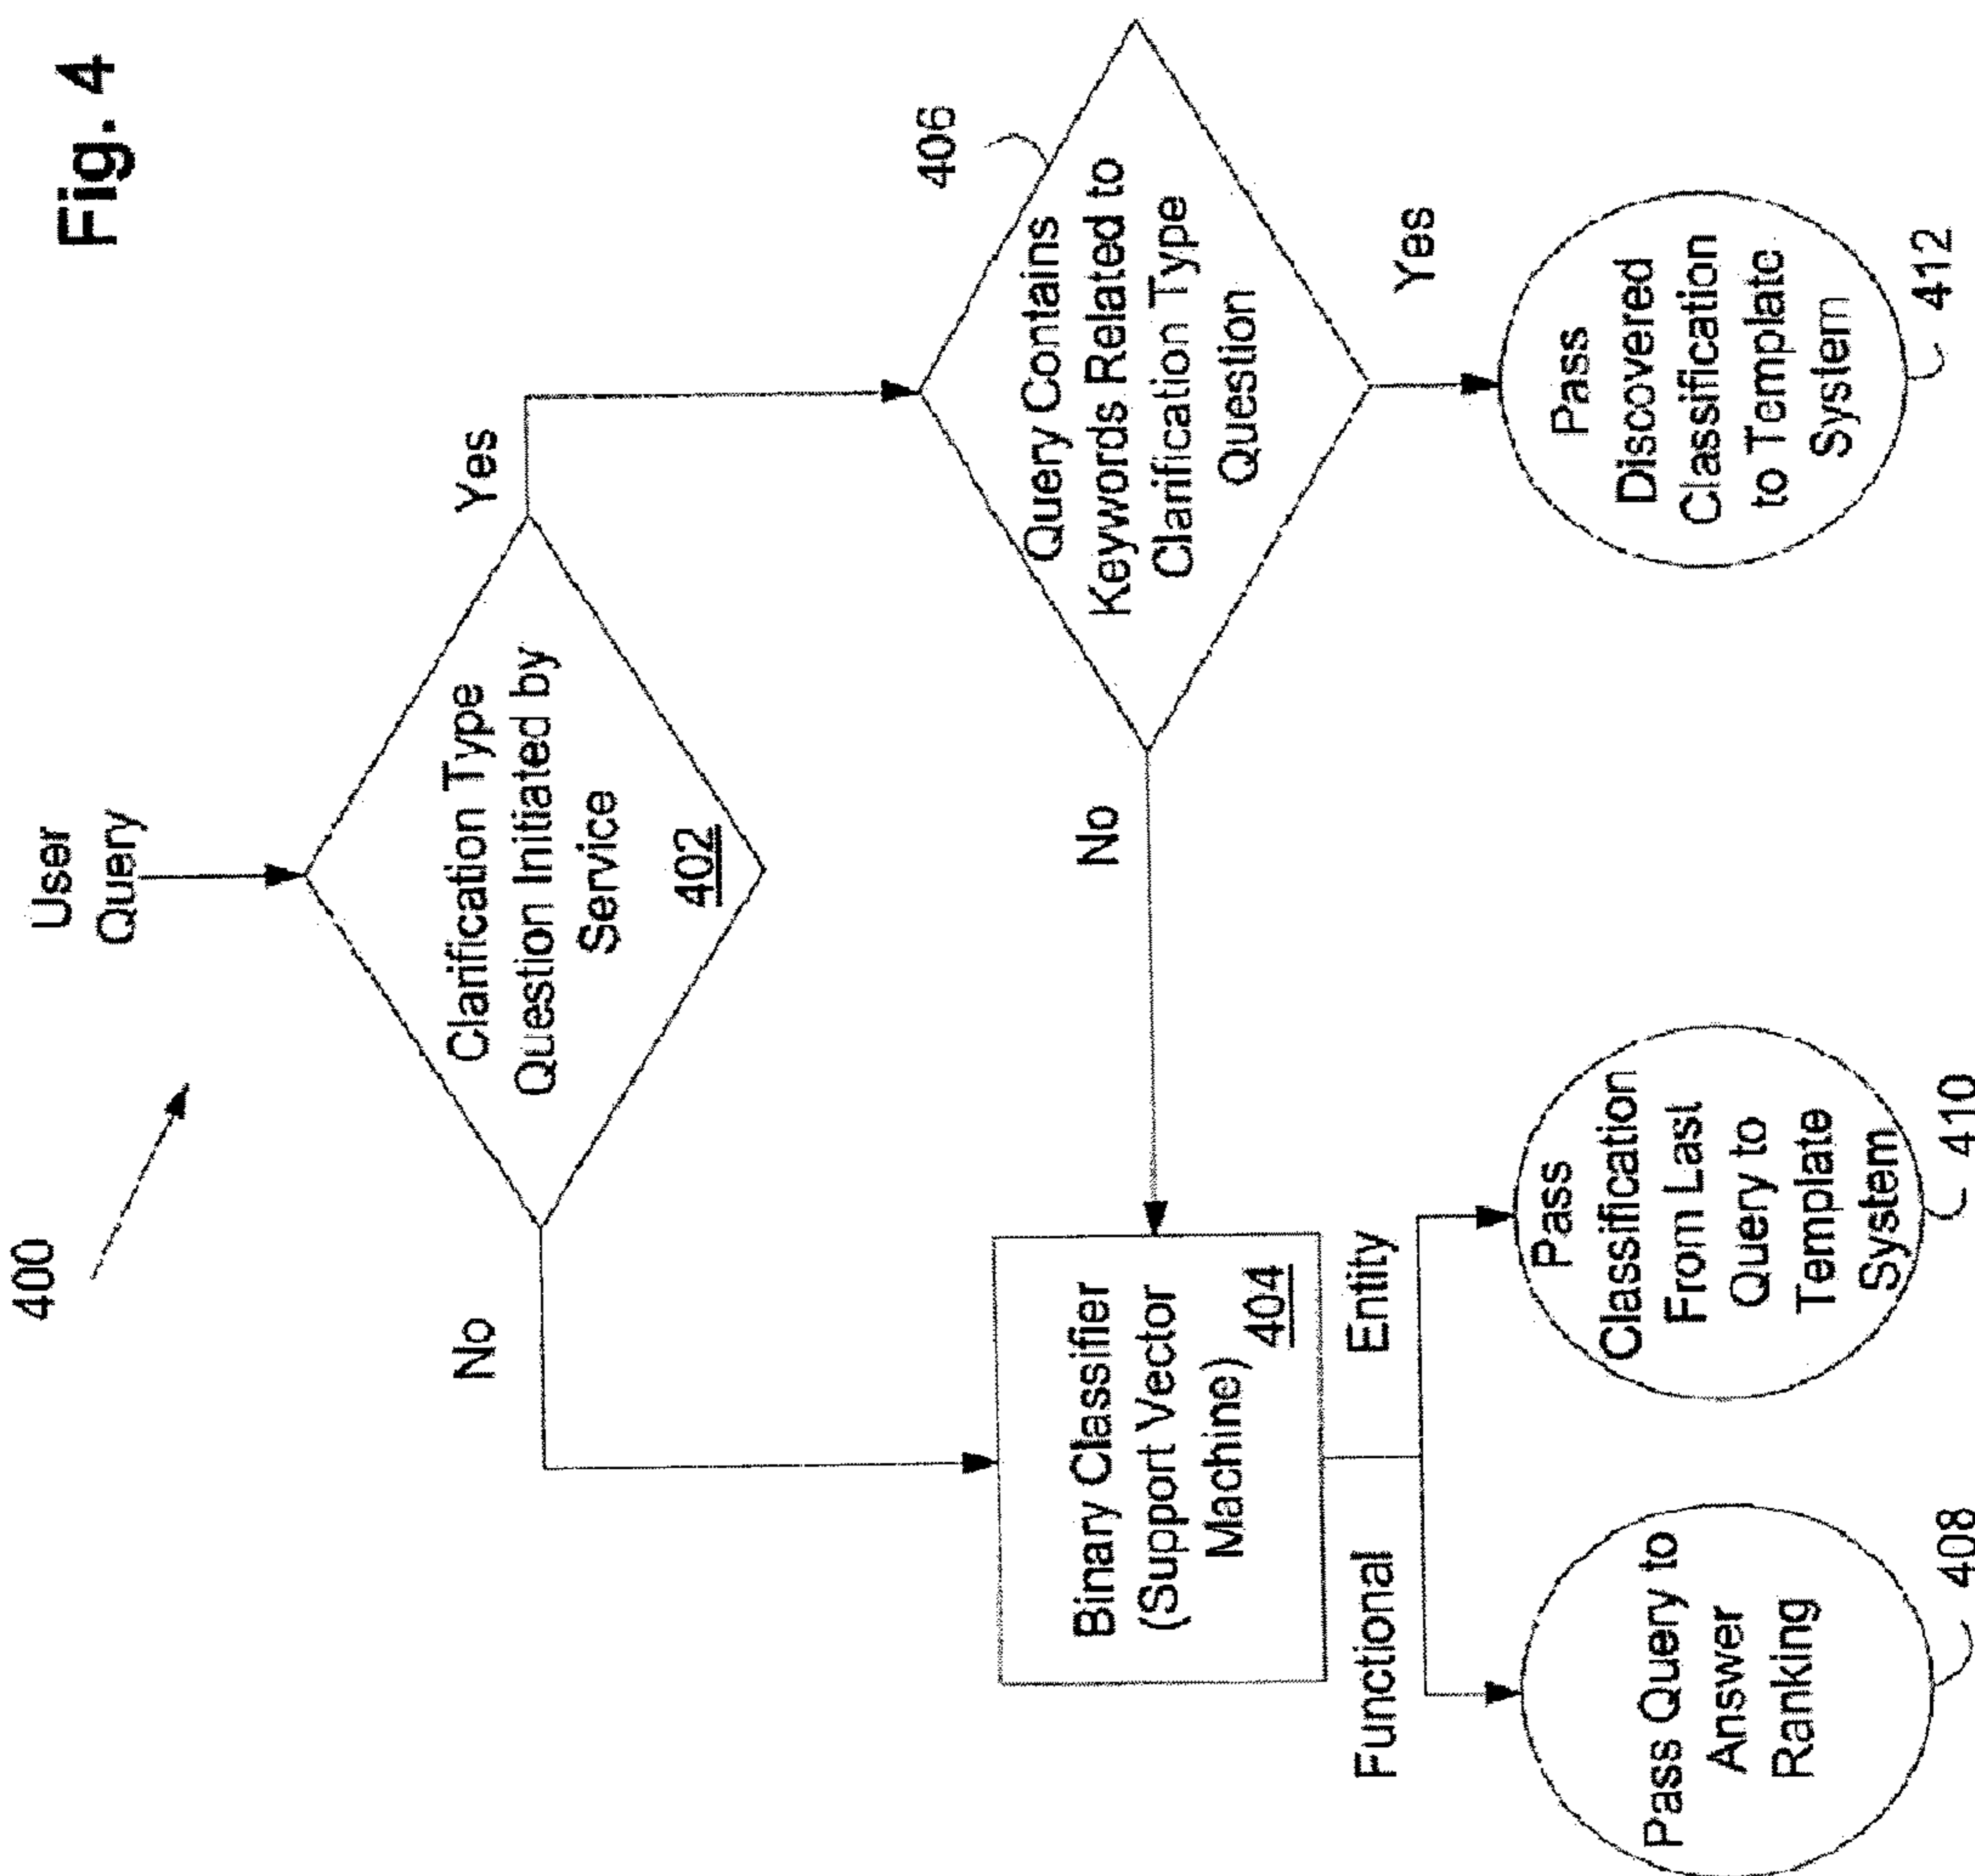 Fig. 4
400
User
Query
Clarification Type
Question Initiated by
Service
402
No
Yes
406
Query Contains
Keywords Related to
Clarification Type
Question
No
Yes
Binary Classifier
(Support Vector
Machine)
404
Functional
Entity
Pass Query to
Answer
Ranking
408
Pass
Classification
From Last
Query to
Template
System
410
Pass
Discovered
Classification
to Template
System
412